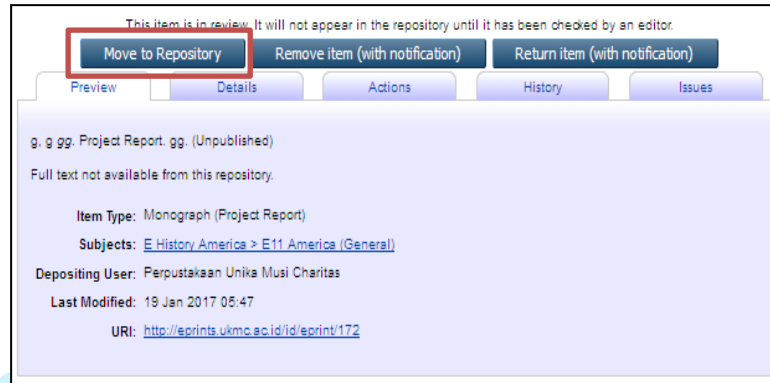 This item is in review. It will not appear in the repository until it has been checked by an editor.
Move to Repository Remove item (with notification) Return item (with notification)
Preview Details Actions History Issues
g, g gg. Project Report. gg. (Unpublished)
Full text not available from this repository.
Item Type: Monograph (Project Report)
Subjects: E History America > E11 America (General)
Depositing User: Perpustakaan Unika Musi Charitas
Last Modified: 19 Jan 2017 05:47
URI: http://eprints.ukmc.ac.id/id/eprint/172